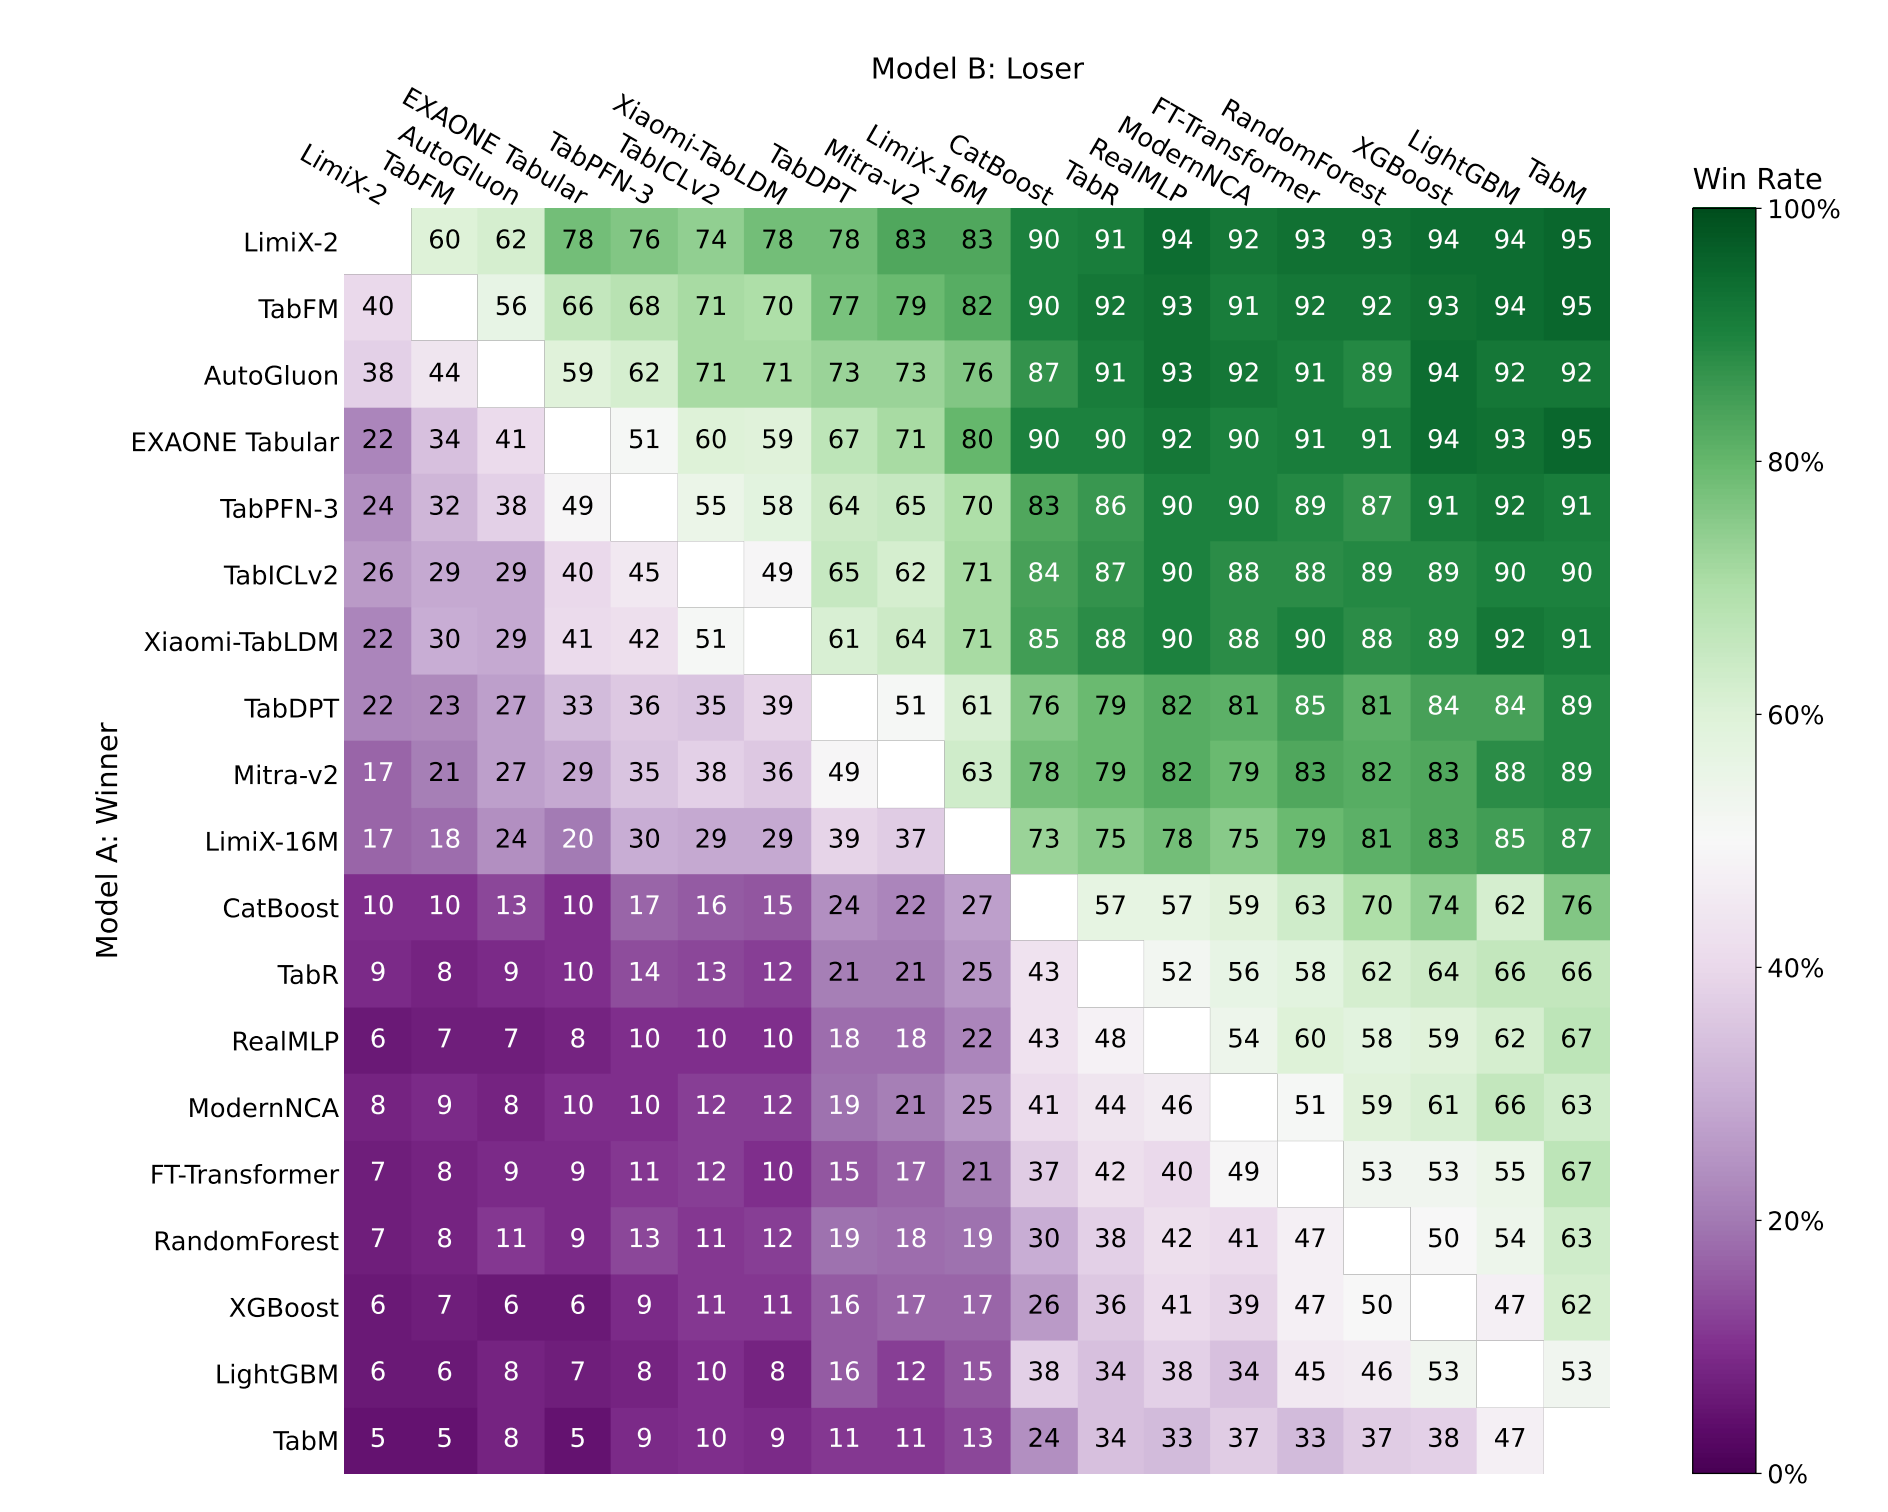 Model B: Loser
LimiX-2
TabFM
AutoGluon
EXAONE Tabular
TabPFN-3
TabICLv2
Xiaomi-TabLDM
TabDPT
Mitra-v2
LimiX-16M
CatBoost
TabR
RealMLP
ModernNCA
FT-Transformer
RandomForest
XGBoost
LightGBM
TabM
Model A: Winner
LimiX-2 60 62 78 76 74 78 78 83 83 90 91 94 92 93 93 94 94 95
TabFM 40 56 66 68 71 70 77 79 82 90 92 93 91 92 92 93 94 95
AutoGluon 38 44 59 62 71 71 73 73 76 87 91 93 92 91 89 94 92 92
EXAONE Tabular 22 34 41 51 60 59 67 71 80 90 90 92 90 91 91 94 93 95
TabPFN-3 24 32 38 49 55 58 64 65 70 83 86 90 90 89 87 91 92 91
TabICLv2 26 29 29 40 45 49 65 62 71 84 87 90 88 88 89 89 90 90
Xiaomi-TabLDM 22 30 29 41 42 51 61 64 71 85 88 90 88 90 88 89 92 91
TabDPT 22 23 27 33 36 35 39 51 61 76 79 82 81 85 81 84 84 89
Mitra-v2 17 21 27 29 35 38 36 49 63 78 79 82 79 83 82 83 88 89
LimiX-16M 17 18 24 20 30 29 29 39 37 73 75 78 75 79 81 83 85 87
CatBoost 10 10 13 10 17 16 15 24 22 27 57 57 59 63 70 74 62 76
TabR 9 8 9 10 14 13 12 21 21 25 43 52 56 58 62 64 66 66
RealMLP 6 7 7 8 10 10 10 18 18 22 43 48 54 60 58 59 62 67
ModernNCA 8 9 8 10 10 12 12 19 21 25 41 44 46 51 59 61 66 63
FT-Transformer 7 8 9 9 11 12 10 15 17 21 37 42 40 49 53 53 55 67
RandomForest 7 8 11 9 13 11 12 19 18 19 30 38 42 41 47 50 54 63
XGBoost 6 7 6 6 9 11 11 16 17 17 26 36 41 39 47 50 47 62
LightGBM 6 6 8 7 8 10 8 16 12 15 38 34 38 34 45 46 53 53
TabM 5 5 8 5 9 10 9 11 11 13 24 34 33 37 33 37 38 47
Win Rate
100%
80%
60%
40%
20%
0%